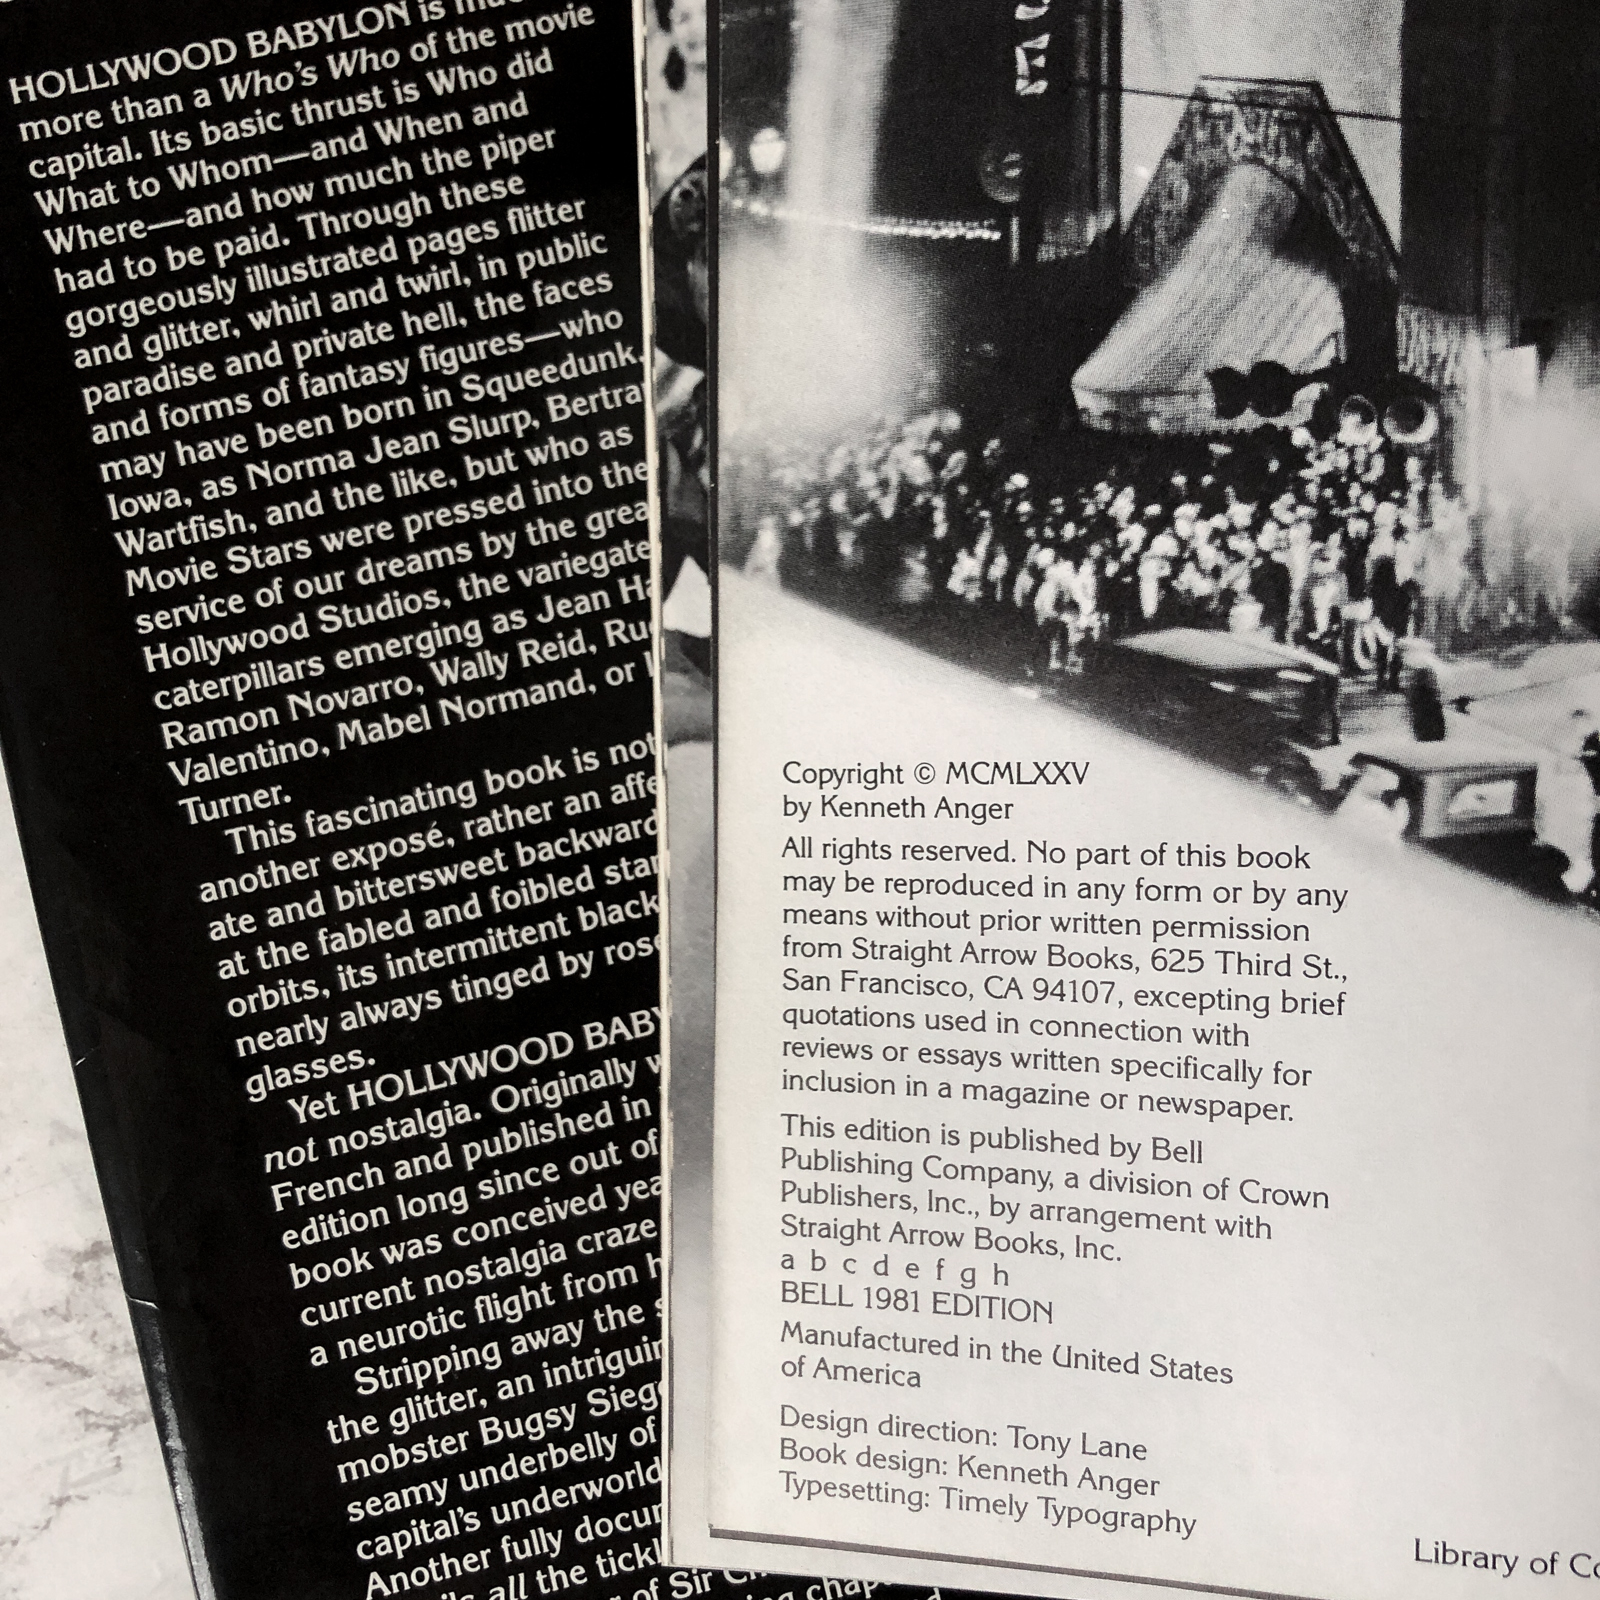 HOLLYWOOD BABYLON is
more than a Who's Who of the movie
capital. Its basic thrust is Who did
What to Whom—and When and
Where—and how much the piper
had to be paid. Through these
gorgeously illustrated pages flitter
and glitter, whirl and twirl, in public
paradise and private hell, the faces
and forms of fantasy figures—who
may have been born in Squeedunk,
Iowa, as Norma Jean Slurp, Bertra
Wartfish, and the like, but who as
Movie Stars were pressed into the
service of our dreams by the grea
Hollywood Studios, the variegate
caterpillars emerging as Jean Ha
Ramon Novarro, Wally Reid, Ru
Valentino, Mabel Normand, or
Turner.
This fascinating book is not
another exposé, rather an affe
ate and bittersweet backward
at the fabled and foibled star
orbits, its intermittent black
nearly always tinged by rose
glasses.
Yet HOLLYWOOD BABY
not nostalgia. Originally w
French and published in
edition long since out of
book was conceived yea
current nostalgia craze
a neurotic flight from h
Stripping away the s
the glitter, an intriguin
mobster Bugsy Sieg
seamy underbelly of
capital's underworld
Another fully docum
all the tickl
of Sir Ch
chap
Copyright © MCMLXXV
by Kenneth Anger
All rights reserved. No part of this book
may be reproduced in any form or by any
means without prior written permission
from Straight Arrow Books, 625 Third St.,
San Francisco, CA 94107, excepting brief
quotations used in connection with
reviews or essays written specifically for
inclusion in a magazine or newspaper.
This edition is published by Bell
Publishing Company, a division of Crown
Publishers, Inc., by arrangement with
Straight Arrow Books, Inc.
a b c d e f g h
BELL 1981 EDITION
Manufactured in the United States
of America
Design direction: Tony Lane
Book design: Kenneth Anger
Typesetting: Timely Typography
Library of Co